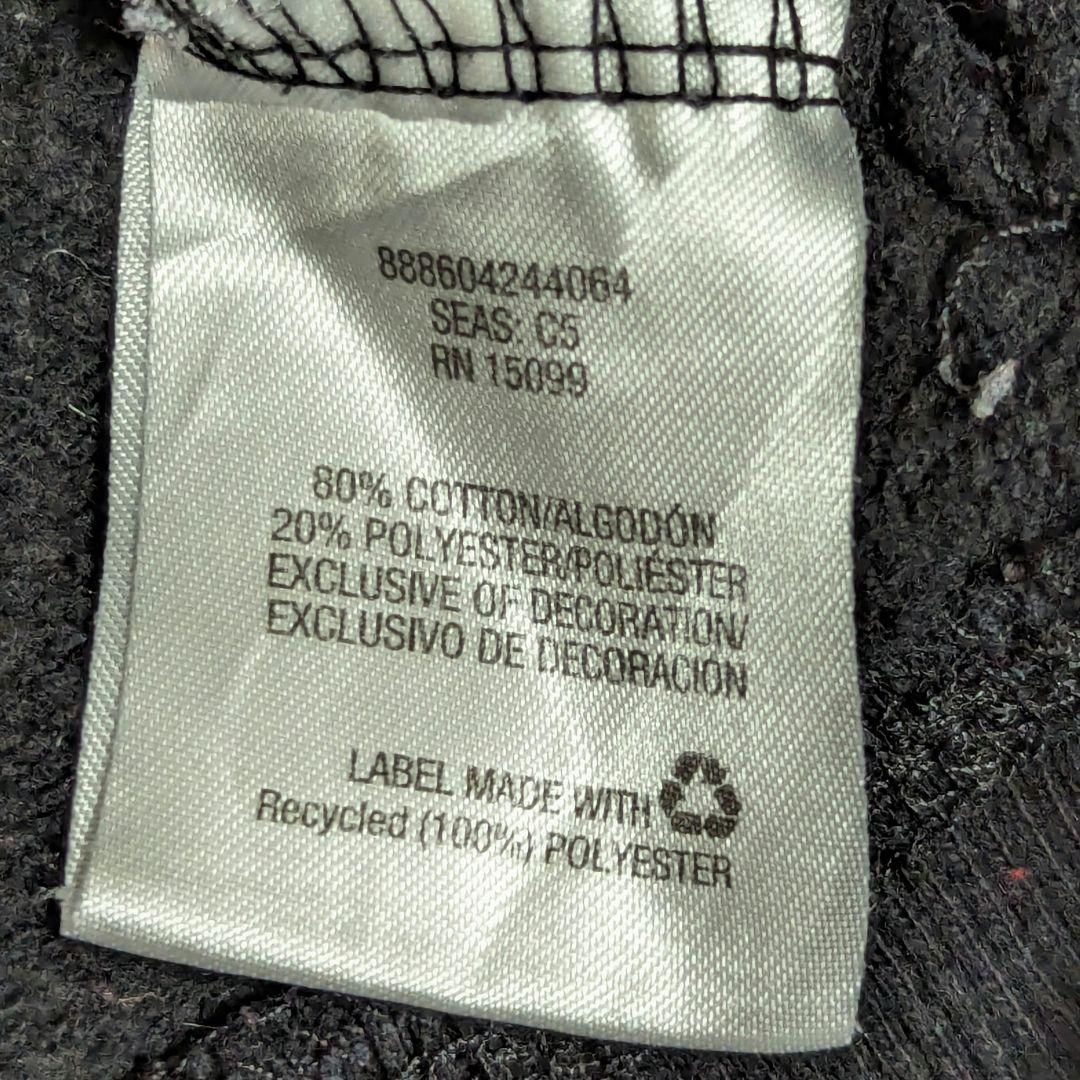 888604244064
SEAS: C5
RN 15099
80% COTTON/ALGODÓN
20% POLYESTER/POLIÉSTER
EXCLUSIVE OF DECORATION/
EXCLUSIVO DE DECORACIÓN
LABEL MADE WITH
Recycled (100%) POLYESTER